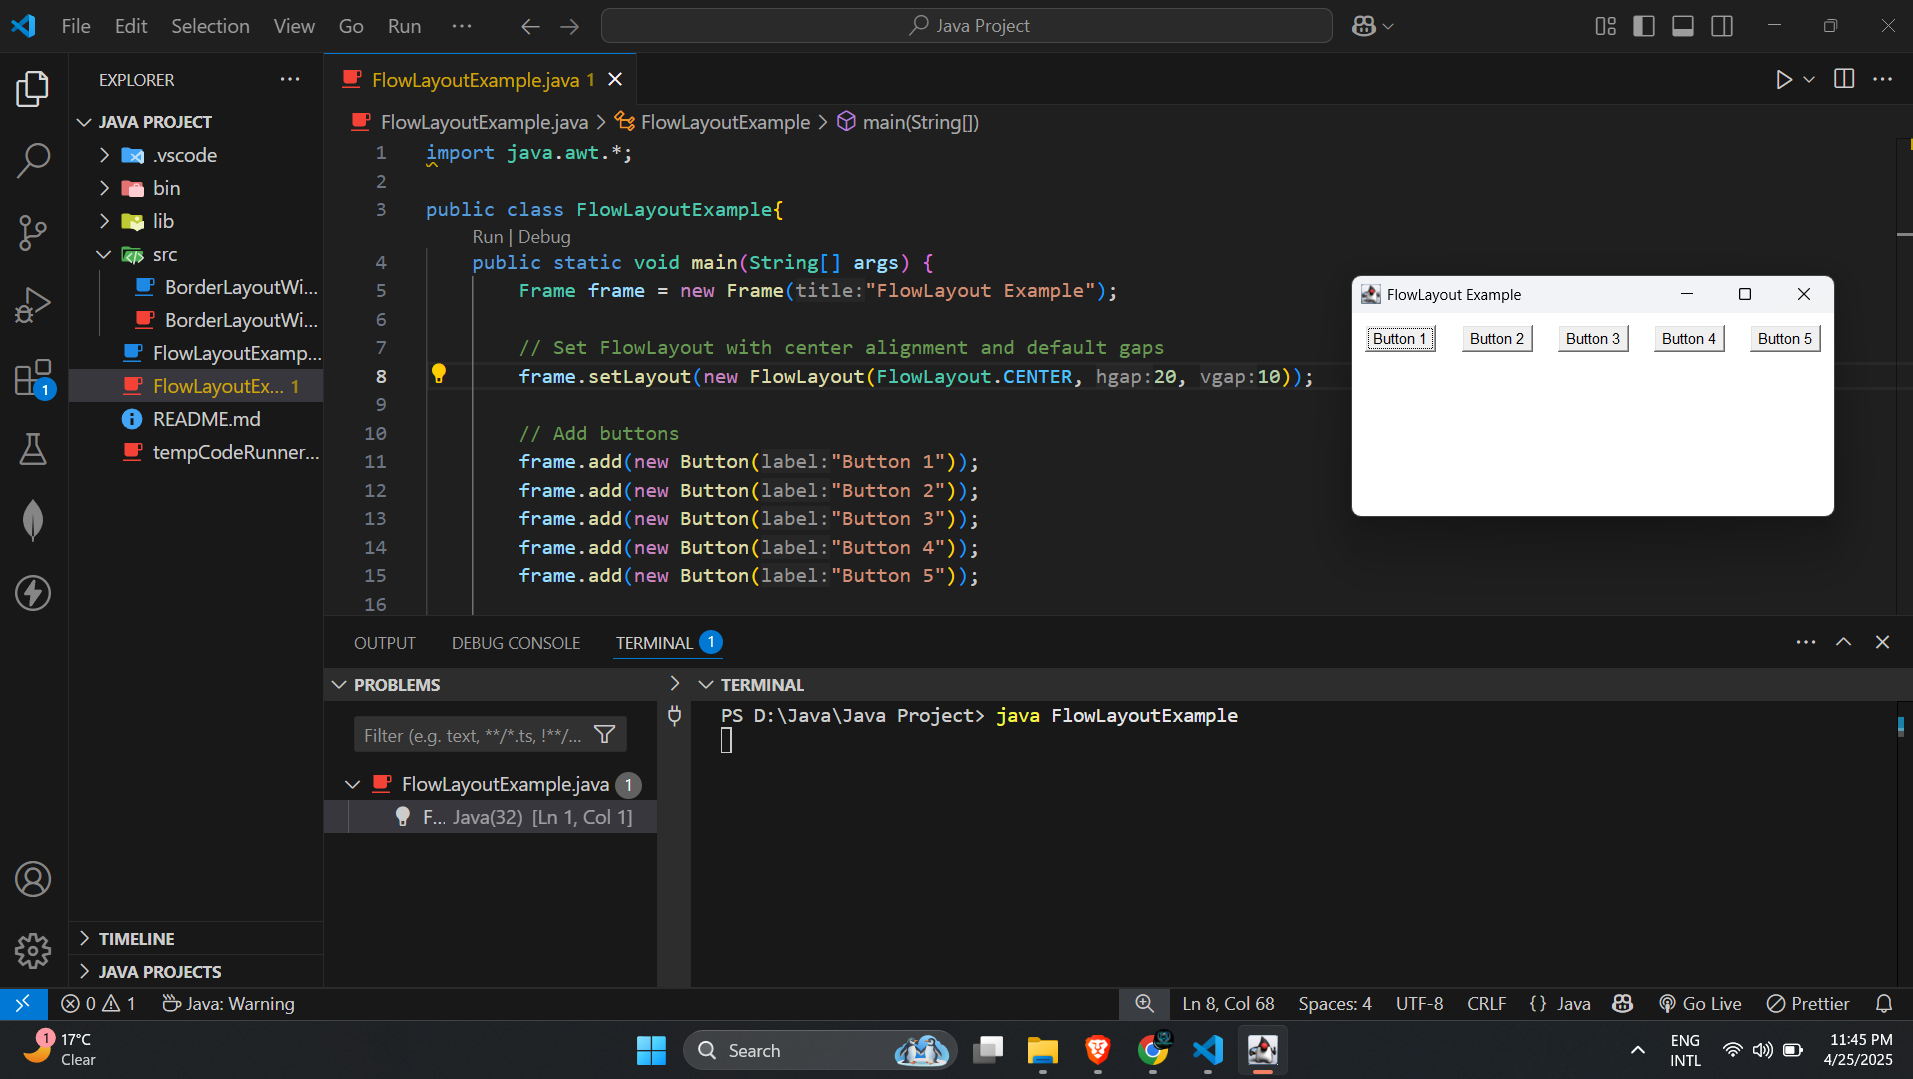 File Edit Selection View Go Run ···
Java Project
EXPLORER
JAVA PROJECT
.vscode
bin
lib
src
BorderLayoutWi...
BorderLayoutWi...
FlowLayoutExamp...
FlowLayoutEx... 1
README.md
tempCodeRunner...
TIMELINE
JAVA PROJECTS
1
FlowLayoutExample.java 1
FlowLayoutExample.java > FlowLayoutExample > main(String[])
1 import java.awt.*;
2
3 public class FlowLayoutExample{
Run | Debug
4 public static void main(String[] args) {
5 Frame frame = new Frame(title:"FlowLayout Example");
6
7 // Set FlowLayout with center alignment and default gaps
8 frame.setLayout(new FlowLayout(FlowLayout.CENTER, hgap:20, vgap:10));
9
10 // Add buttons
11 frame.add(new Button(label:"Button 1"));
12 frame.add(new Button(label:"Button 2"));
13 frame.add(new Button(label:"Button 3"));
14 frame.add(new Button(label:"Button 4"));
15 frame.add(new Button(label:"Button 5"));
16
FlowLayout Example
Button 1 Button 2 Button 3 Button 4 Button 5
OUTPUT DEBUG CONSOLE TERMINAL 1
PROBLEMS
Filter (e.g. text, **/*.ts, !**/...
FlowLayoutExample.java 1
F... Java(32) [Ln 1, Col 1]
TERMINAL
PS D:\Java\Java Project> java FlowLayoutExample
0 1 Java: Warning
Ln 8, Col 68 Spaces: 4 UTF-8 CRLF {} Java Go Live Prettier
1
17°C
Clear
Search
ENG
INTL
11:45 PM
4/25/2025